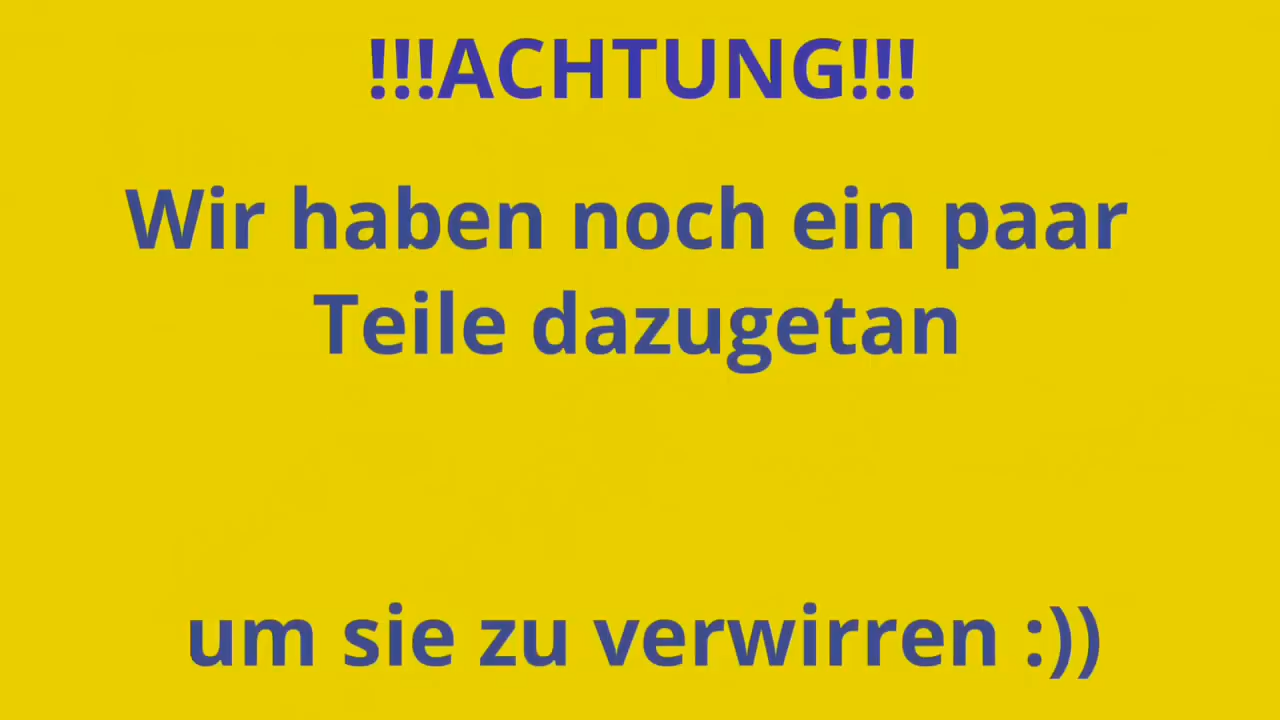 !!!ACHTUNG!!!
Wir haben noch ein paar
Teile dazugetan
um sie zu verwirren :))